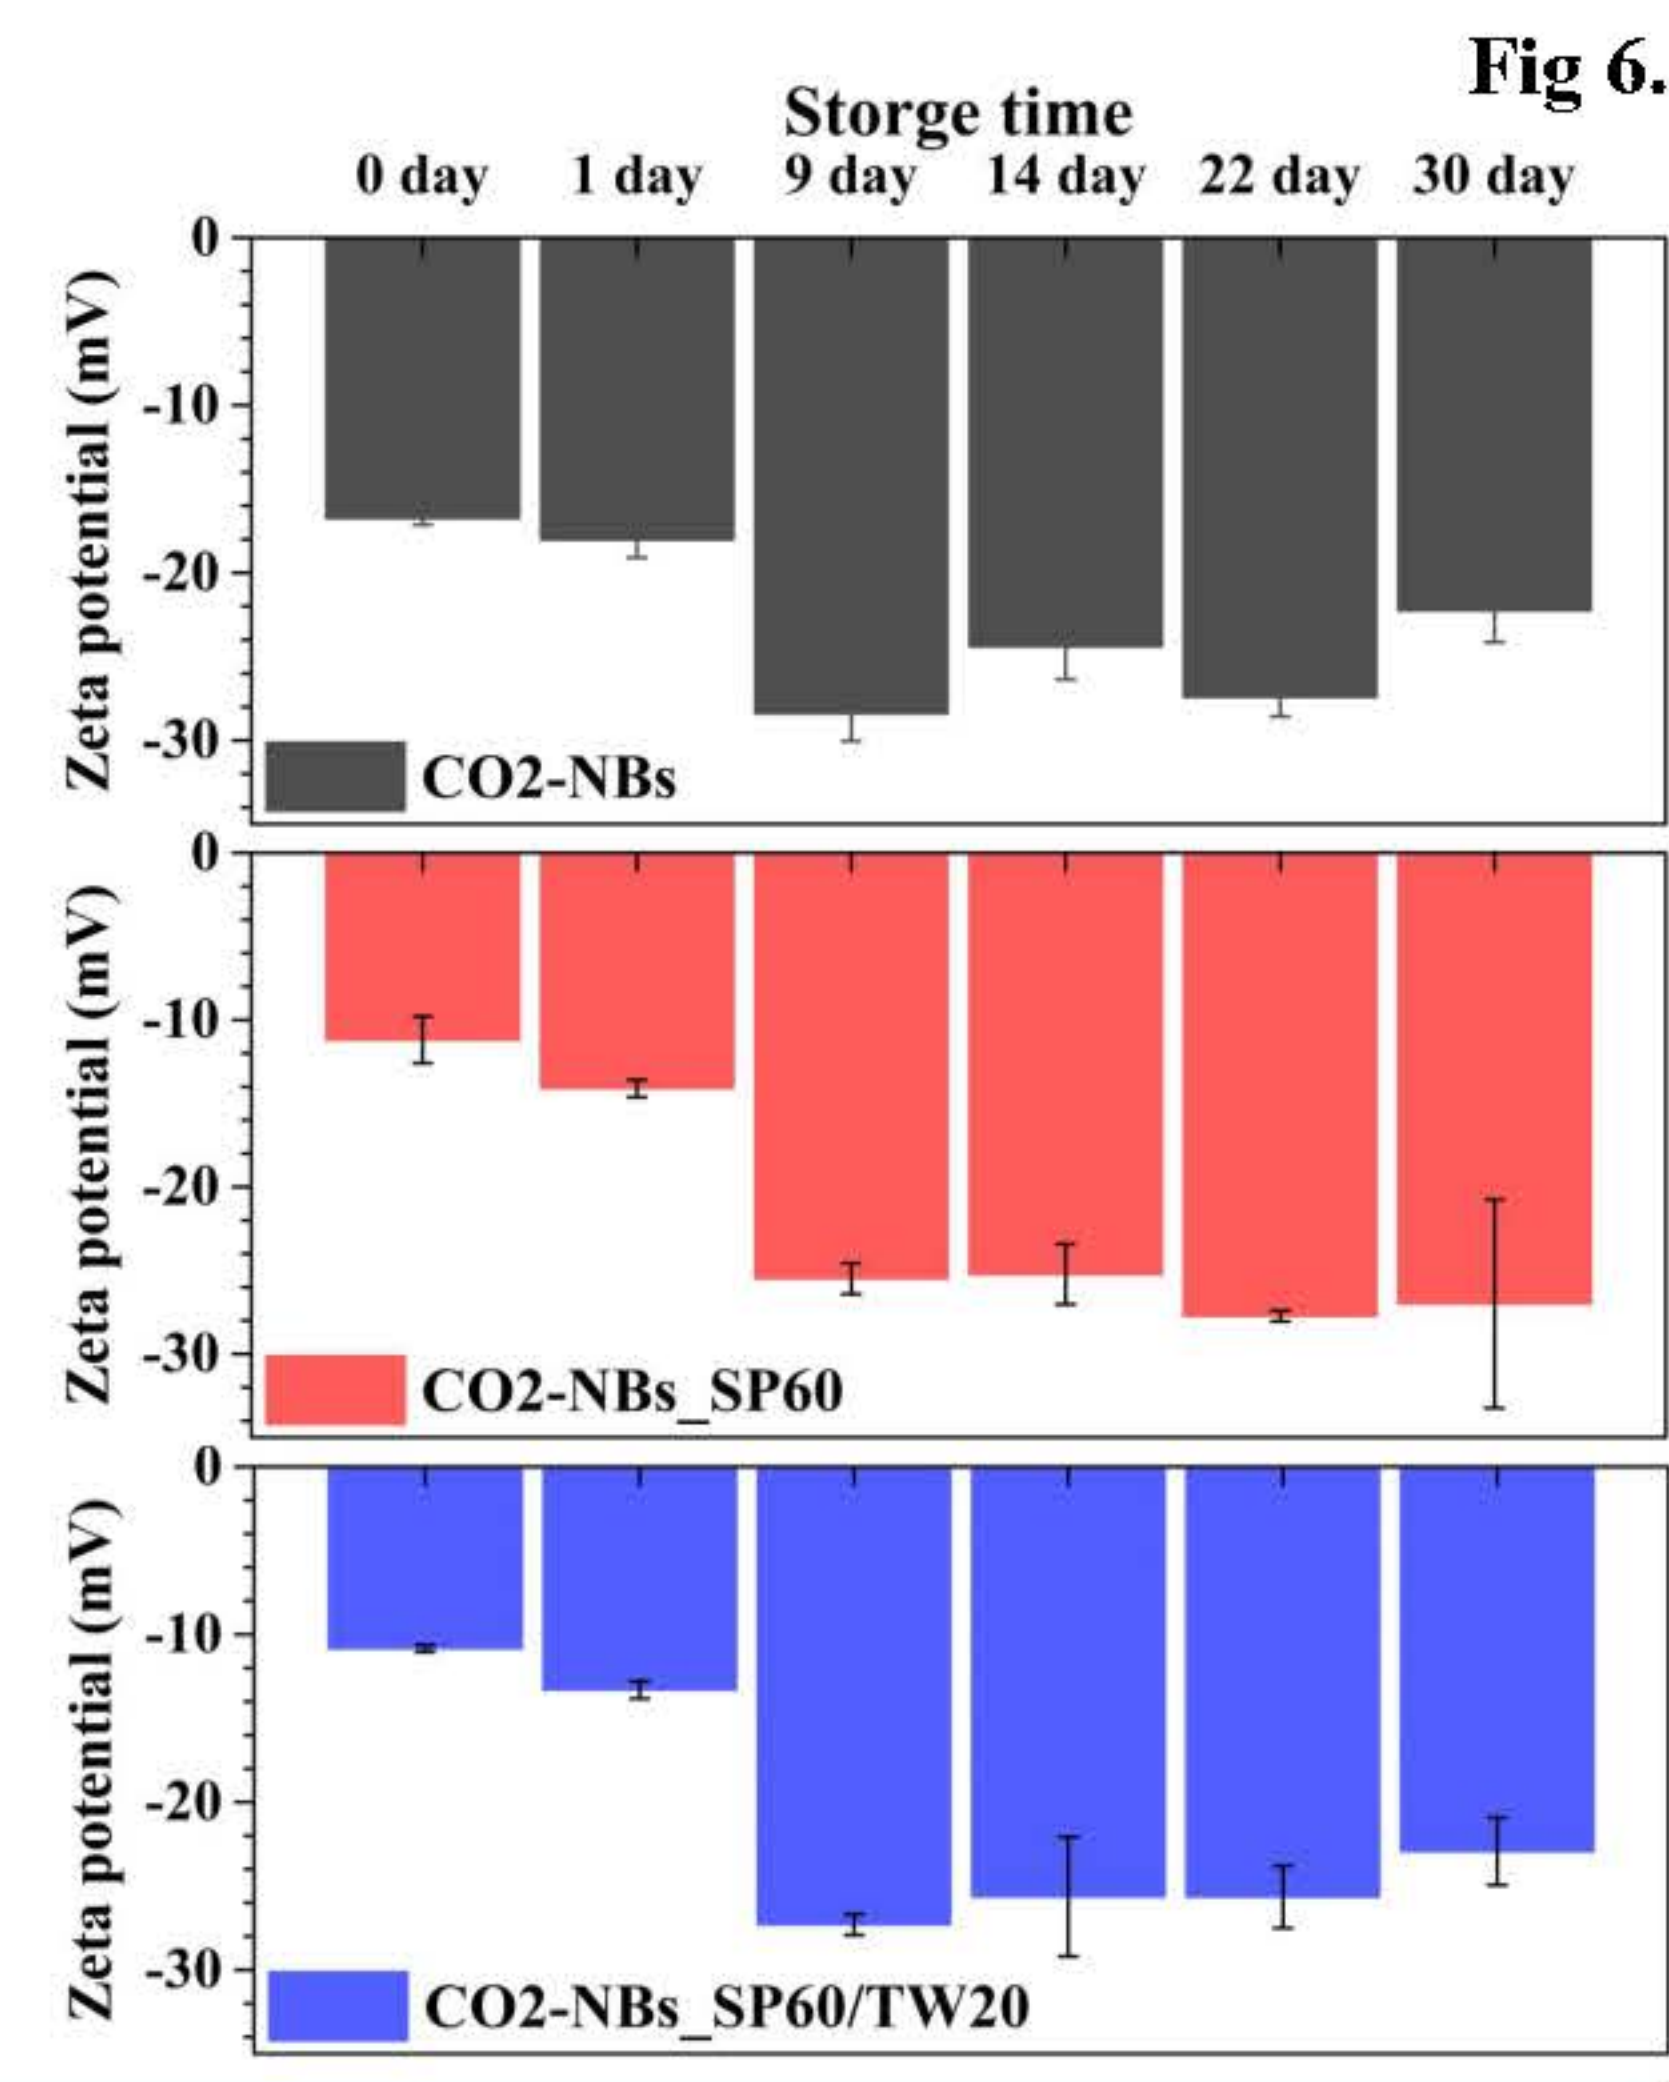 Fig 6.
Storge time
0 day 1 day 9 day 14 day 22 day 30 day
0
-10
-20
-30
Zeta potential (mV)
CO2-NBs
0
-10
-20
-30
Zeta potential (mV)
CO2-NBs_SP60
0
-10
-20
-30
Zeta potential (mV)
CO2-NBs_SP60/TW20